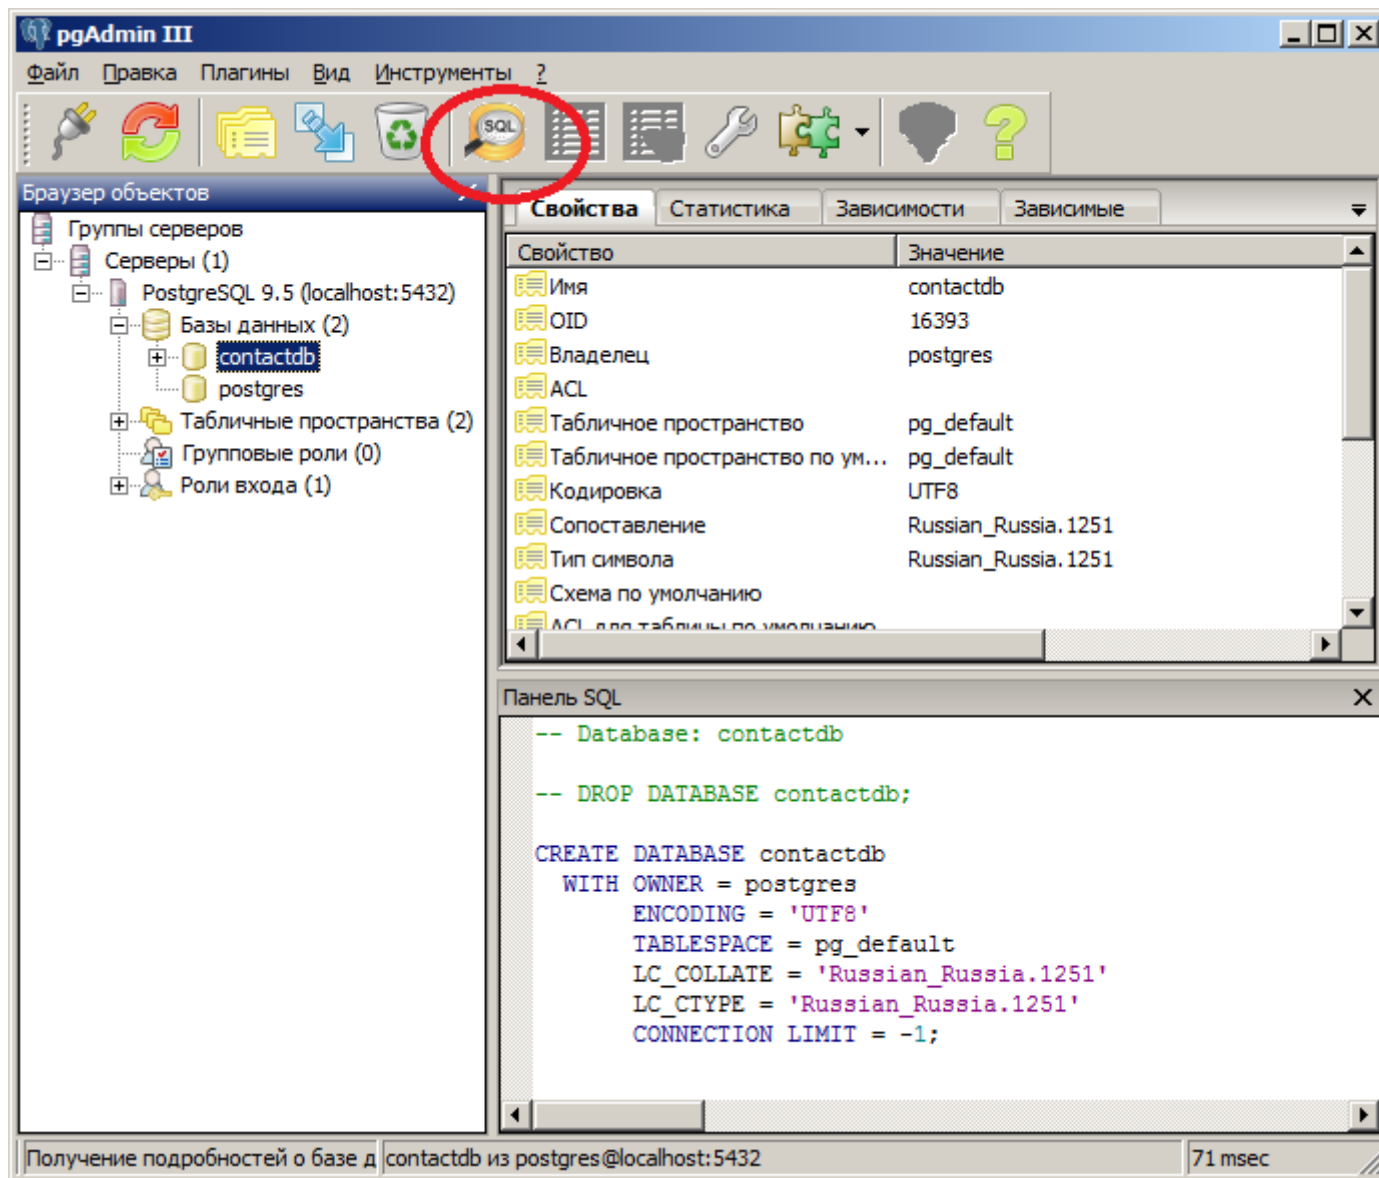 pgAdmin III
Файл Правка Плагины Вид Инструменты ?
SQL
Браузер объектов
Группы серверов
Серверы (1)
PostgreSQL 9.5 (localhost:5432)
Базы данных (2)
contactdb
postgres
Табличные пространства (2)
Групповые роли (0)
Роли входа (1)
Свойства Статистика Зависимости Зависимые
Свойство Значение
Имя contactdb
OID 16393
Владелец postgres
ACL
Табличное пространство pg_default
Табличное пространство по ум... pg_default
Кодировка UTF8
Сопоставление Russian_Russia.1251
Тип символа Russian_Russia.1251
Схема по умолчанию
ACL для таблицы по умолчанию
Панель SQL
-- Database: contactdb
-- DROP DATABASE contactdb;
CREATE DATABASE contactdb
WITH OWNER = postgres
ENCODING = 'UTF8'
TABLESPACE = pg_default
LC_COLLATE = 'Russian_Russia.1251'
LC_CTYPE = 'Russian_Russia.1251'
CONNECTION LIMIT = -1;
Получение подробностей о базе д contactdb из postgres@localhost:5432 71 msec